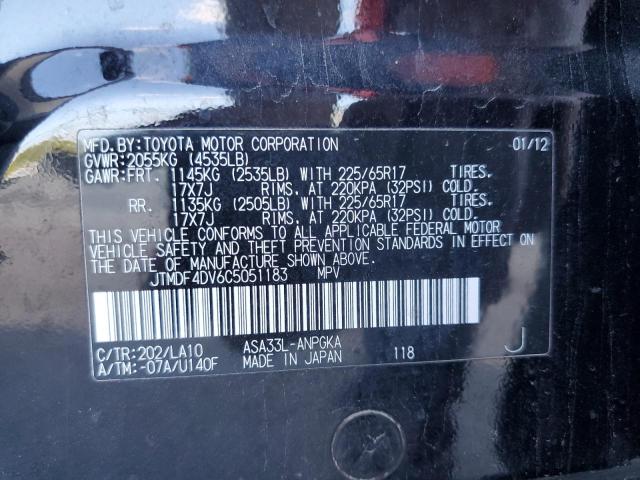 MFD.BY:TOYOTA MOTOR CORPORATION 01/12
GVWR:2055KG (4535LB)
GAWR:FRT. 1145KG (2535LB) WITH 225/65R17 TIRES.
17X7J RIMS. AT 220KPA (32PSI) COLD.
RR. 1135KG (2505LB) WITH 225/65R17 TIRES.
17X7J RIMS. AT 220KPA (32PSI) COLD.
THIS VEHICLE CONFORMS TO ALL APPLICABLE FEDERAL MOTOR
VEHICLE SAFETY AND THEFT PREVENTION STANDARDS IN EFFECT ON
THE DATE OF MANUFACTURE SHOWN ABOVE.
JTMDF4DV6C5051183 MPV
C/TR:202/LA10 ASA33L-ANPGKA
A/TM:-07A/U140F MADE IN JAPAN 118 J